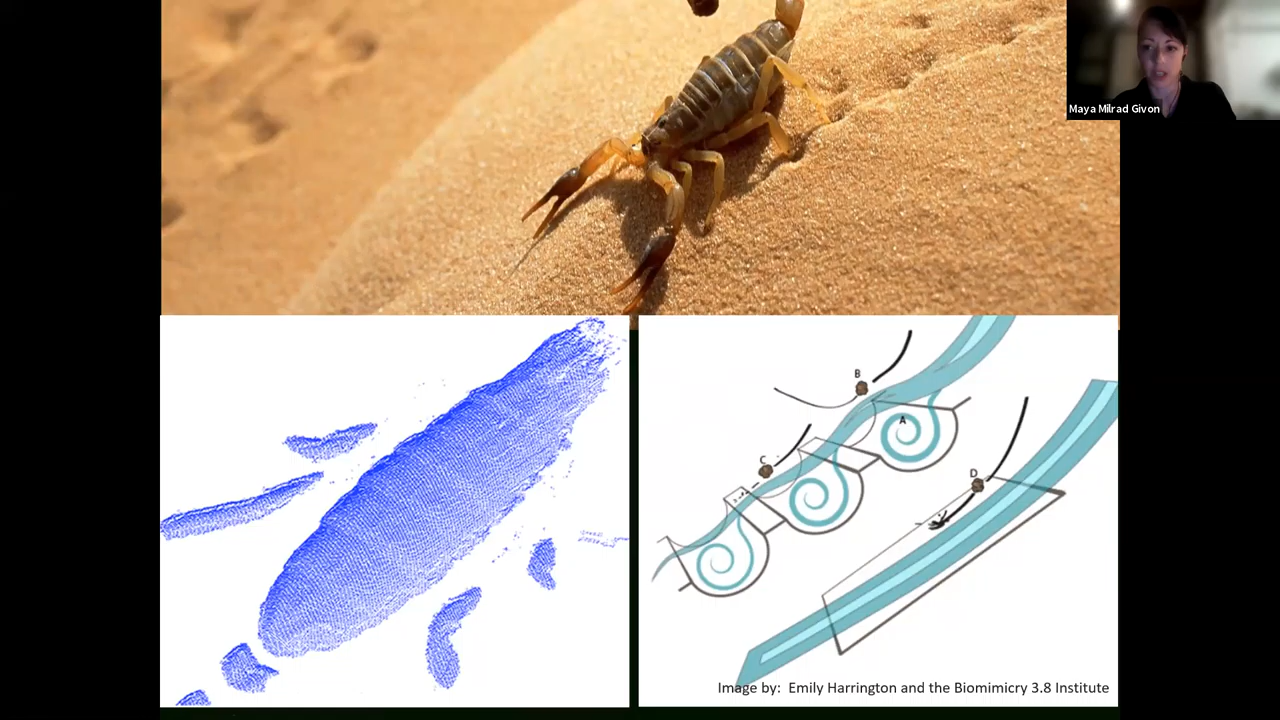 Maya Milrad Givon
B
A
C
D
Image by:  Emily Harrington and the Biomimicry 3.8 Institute